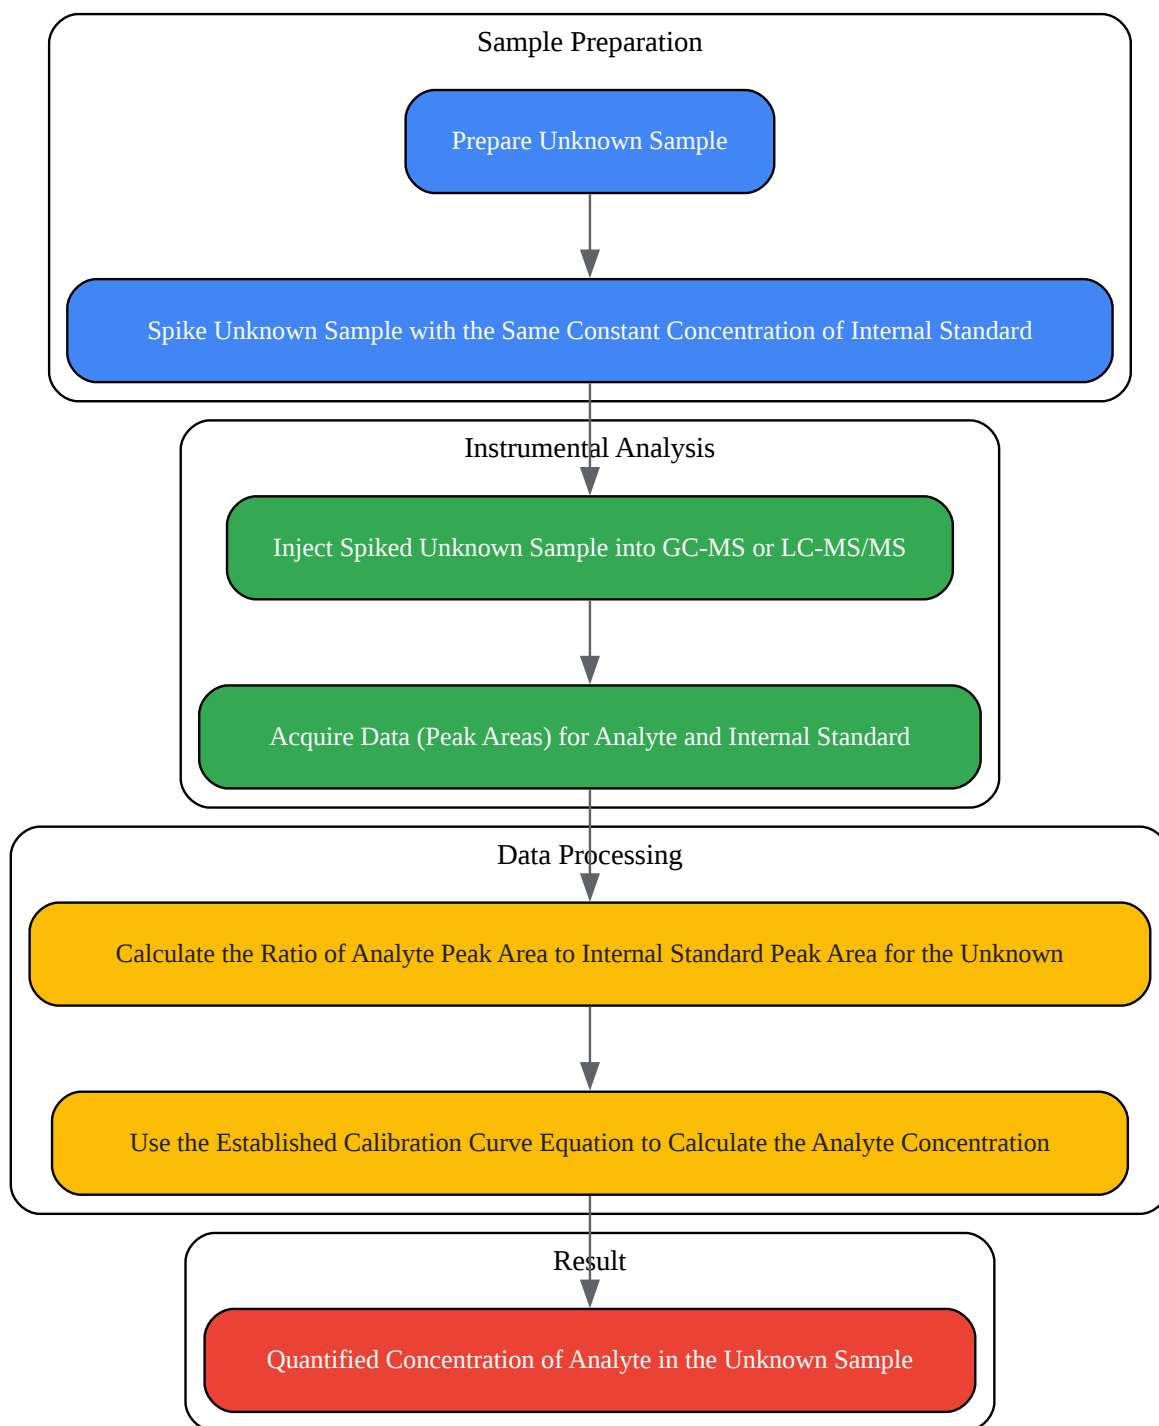 Sample Preparation
Prepare Unknown Sample
Spike Unknown Sample with the Same Constant Concentration of Internal Standard
Instrumental Analysis
Inject Spiked Unknown Sample into GC-MS or LC-MS/MS
Acquire Data (Peak Areas) for Analyte and Internal Standard
Data Processing
Calculate the Ratio of Analyte Peak Area to Internal Standard Peak Area for the Unknown
Use the Established Calibration Curve Equation to Calculate the Analyte Concentration
Result
Quantified Concentration of Analyte in the Unknown Sample